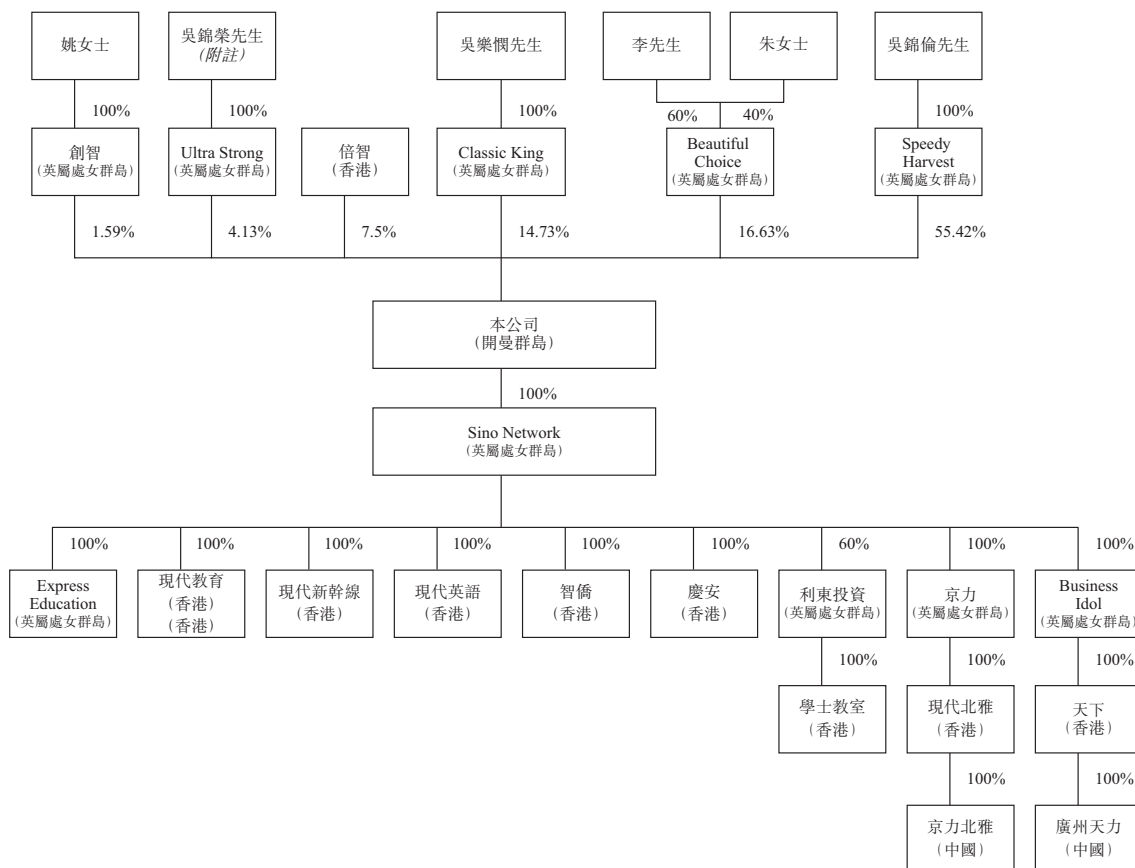 姚女士
吳錦榮先生
(附註)
吳樂憫先生
李先生
朱女士
吳錦倫先生
100%
100%
100%
60%
40%
100%
創智
(英屬處女群島)
Ultra Strong
(英屬處女群島)
倍智
(香港)
Classic King
(英屬處女群島)
Beautiful
Choice
(英屬處女群島)
Speedy
Harvest
(英屬處女群島)
1.59%
4.13%
7.5%
14.73%
16.63%
55.42%
本公司
(開曼群島)
100%
Sino Network
(英屬處女群島)
100%
100%
100%
100%
100%
100%
60%
100%
100%
Express
Education
(英屬處女群島)
現代教育
(香港)
(香港)
現代新幹線
(香港)
現代英語
(香港)
智僑
(香港)
慶安
(香港)
利東投資
(英屬處女群島)
京力
(英屬處女群島)
Business
Idol
(英屬處女群島)
100%
100%
100%
學士教室
(香港)
現代北雅
(香港)
天下
(香港)
100%
100%
京力北雅
(中國)
廣州天力
(中國)